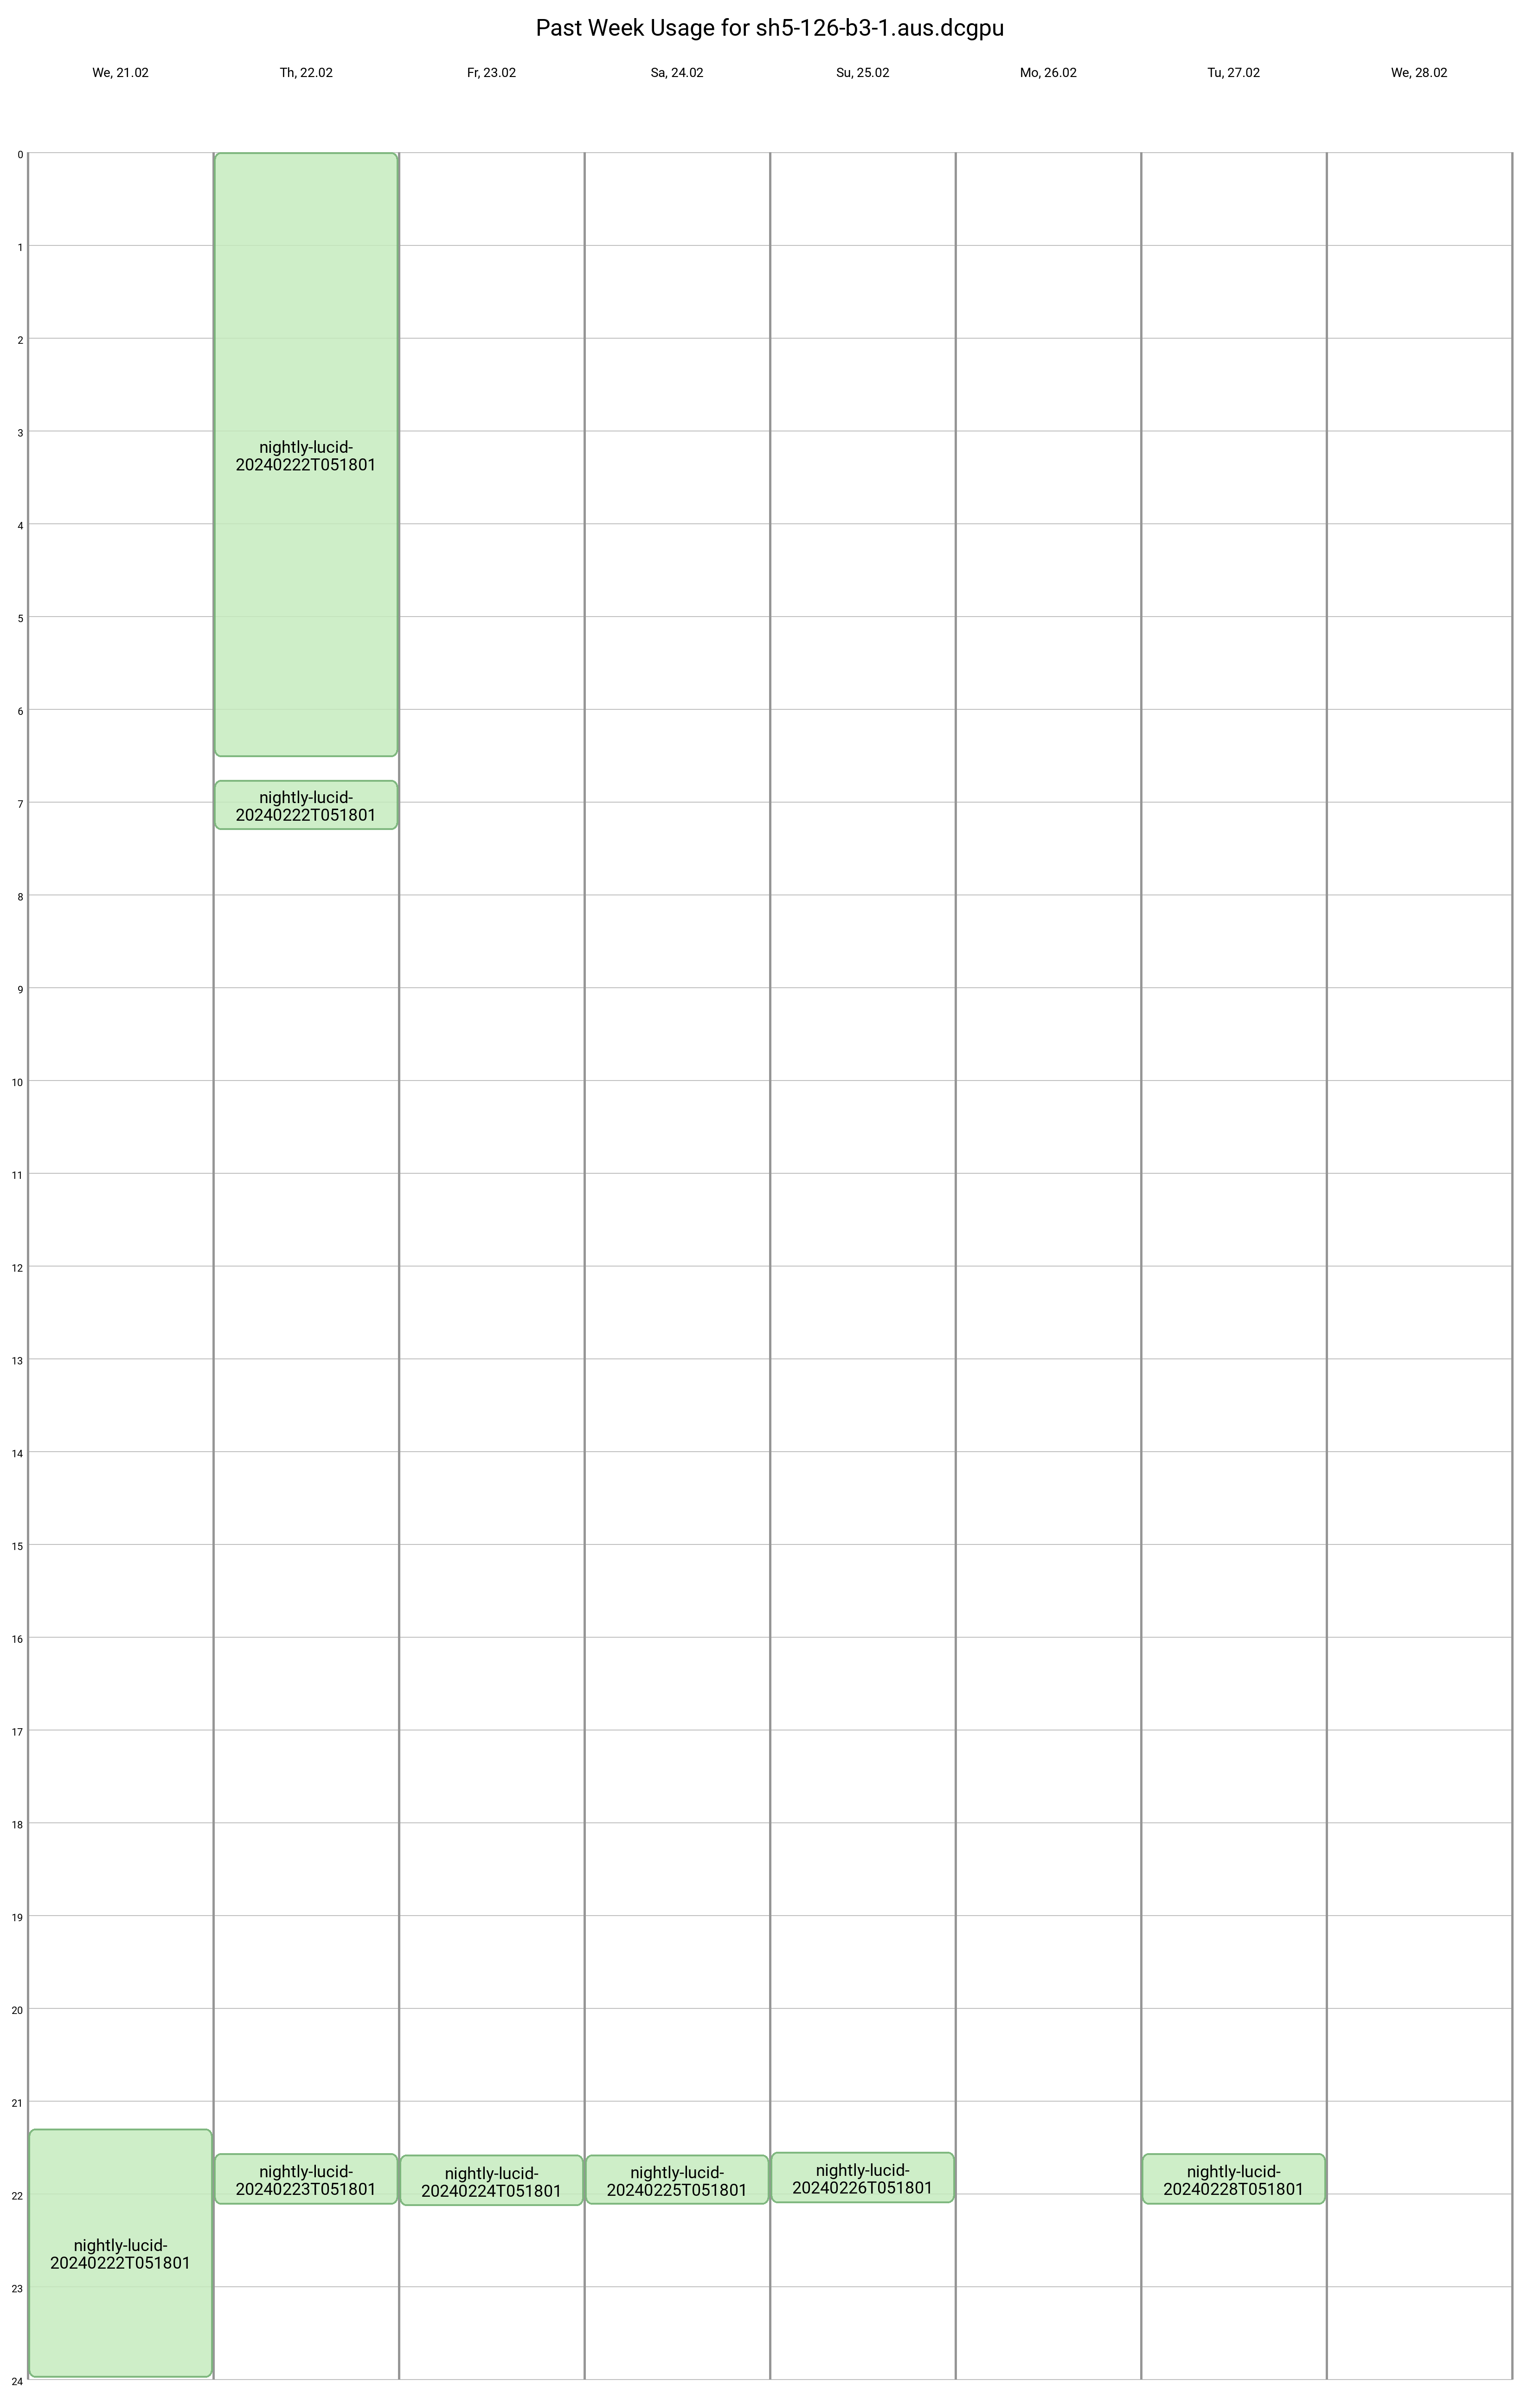 Past Week Usage for sh5-126-b3-1.aus.dcgpu
We, 21.02
Th, 22.02
Fr, 23.02
Sa, 24.02
Su, 25.02
Mo, 26.02
Tu, 27.02
We, 28.02
0
1
2
3
nightly-lucid-
20240222T051801
4
5
6
nightly-lucid-
20240222T051801
7
8
9
10
11
12
13
14
15
16
17
18
19
20
21
nightly-lucid-
20240223T051801
nightly-lucid-
20240224T051801
nightly-lucid-
20240225T051801
nightly-lucid-
20240226T051801
nightly-lucid-
20240228T051801
22
nightly-lucid-
20240222T051801
23
24